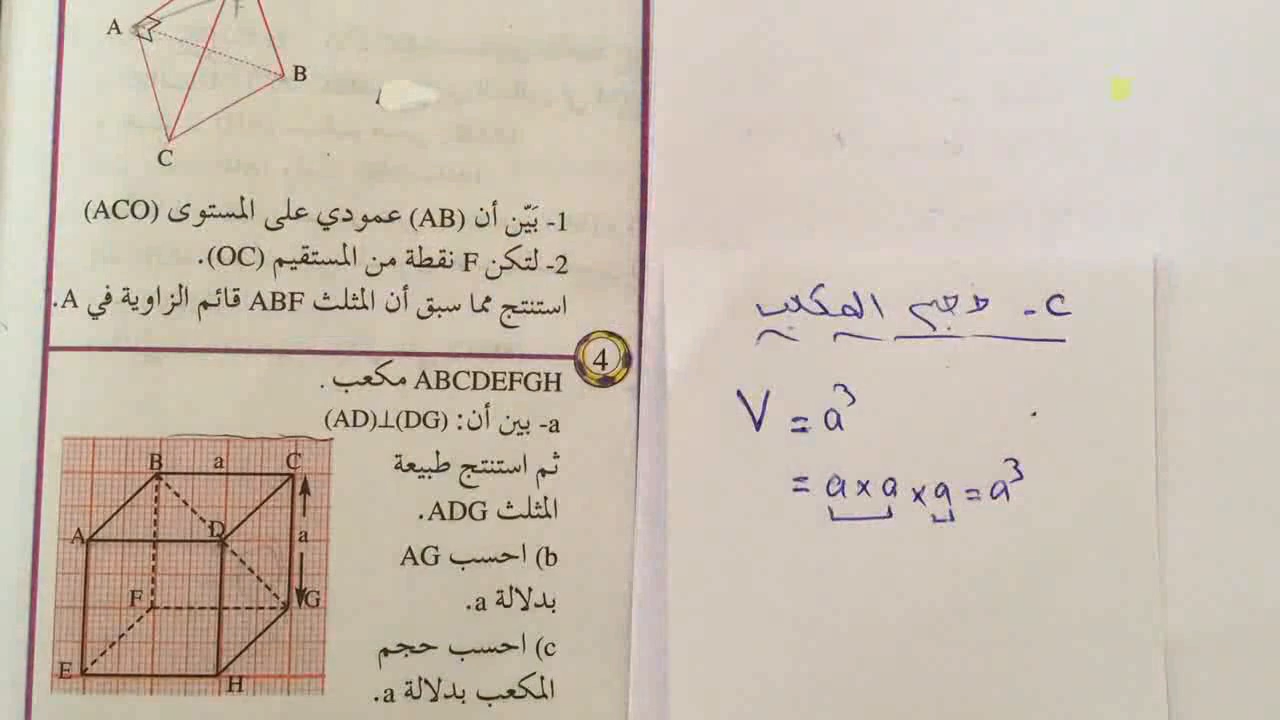 A
F
B
C
1- بَيّن أن (AB) عمودي على المستوى (ACO)
2- لتكن F نقطة من المستقيم (OC).
استنتج مما سبق أن المثلث ABF قائم الزاوية في A.
4
ABCDEFGH مكعب .
a- بين أن: (AD)⊥(DG)
ثم استنتج طبيعة
المثلث ADG.
b) احسب AG
بدلالة a.
c) احسب حجم
المكعب بدلالة a.
B a C
A D a
F G
E H
c - حجم المكعب
V = a³
= a × a × a = a³